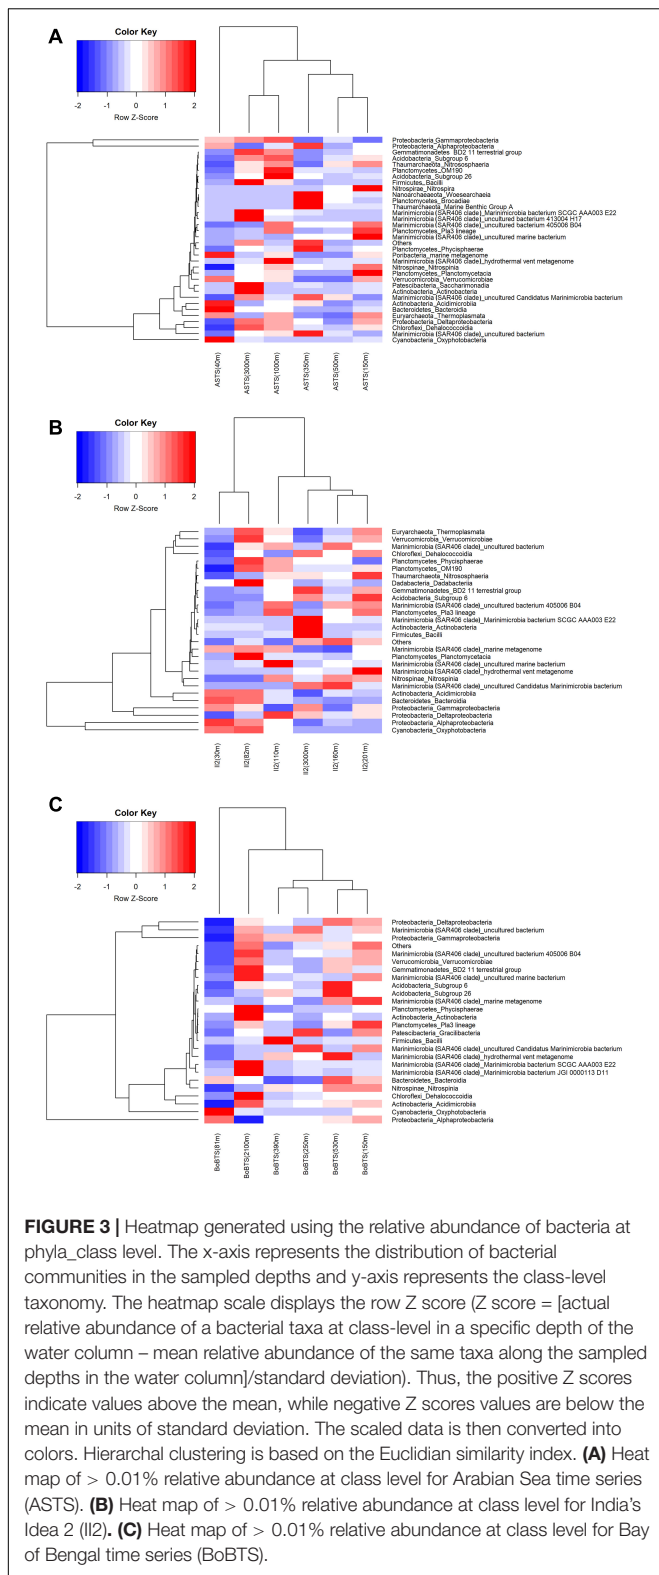 A
Color Key
-2 -1 0 1 2
Row Z-Score
Proteobacteria_Gammaproteobacteria
Proteobacteria_Alphaproteobacteria
Gemmatimonadetes_BD2 11 terrestrial group
Acidobacteria_Subgroup 6
Thaumarchaeota_Nitrososphaeria
Planctomycetes_OM190
Acidobacteria_Subgroup 26
Firmicutes_Bacilli
Nitrospirae_Nitrospira
Nanoarchaeaeota_Woesearchaeia
Planctomycetes_Brocadiae
Thaumarchaeota_Marine Benthic Group A
Marinimicrobia (SAR406 clade)_Marinimicrobia bacterium SCGC AAA003 E22
Marinimicrobia (SAR406 clade)_uncultured bacterium 413004 H17
Marinimicrobia (SAR406 clade)_uncultured bacterium 405006 B04
Planctomycetes_Pla3 lineage
Marinimicrobia (SAR406 clade)_uncultured marine bacterium
Others
Planctomycetes_Phycisphaerae
Poribacteria_marine metagenome
Marinimicrobia (SAR406 clade)_hydrothermal vent metagenome
Nitrospinae_Nitrospinia
Planctomycetes_Planctomycetacia
Verrucomicrobia_Verrucomicrobiae
Patescibacteria_Saccharimonadia
Actinobacteria_Actinobacteria
Marinimicrobia (SAR406 clade)_uncultured Candidatus Marinimicrobia bacterium
Actinobacteria_Acidimicrobiia
Bacteroidetes_Bacteroidia
Euryarchaeota_Thermoplasmata
Proteobacteria_Deltaproteobacteria
Chloroflexi_Dehalococcoidia
Marinimicrobia (SAR406 clade)_uncultured bacterium
Cyanobacteria_Oxyphotobacteria
ASTS(40m)
ASTS(3000m)
ASTS(1000m)
ASTS(350m)
ASTS(500m)
ASTS(150m)
B
Color Key
-2 -1 0 1 2
Row Z-Score
Euryarchaeota_Thermoplasmata
Verrucomicrobia_Verrucomicrobiae
Marinimicrobia (SAR406 clade)_uncultured bacterium
Chloroflexi_Dehalococcoidia
Planctomycetes_Phycisphaerae
Planctomycetes_OM190
Thaumarchaeota_Nitrososphaeria
Dadabacteria_Dadabacteria
Gemmatimonadetes_BD2 11 terrestrial group
Acidobacteria_Subgroup 6
Marinimicrobia (SAR406 clade)_uncultured bacterium 405006 B04
Planctomycetes_Pla3 lineage
Marinimicrobia (SAR406 clade)_Marinimicrobia bacterium SCGC AAA003 E22
Actinobacteria_Actinobacteria
Firmicutes_Bacilli
Others
Marinimicrobia (SAR406 clade)_marine metagenome
Planctomycetes_Planctomycetacia
Marinimicrobia (SAR406 clade)_uncultured marine bacterium
Marinimicrobia (SAR406 clade)_hydrothermal vent metagenome
Nitrospinae_Nitrospinia
Marinimicrobia (SAR406 clade)_uncultured Candidatus Marinimicrobia bacterium
Actinobacteria_Acidimicrobiia
Bacteroidetes_Bacteroidia
Proteobacteria_Gammaproteobacteria
Proteobacteria_Deltaproteobacteria
Proteobacteria_Alphaproteobacteria
Cyanobacteria_Oxyphotobacteria
II2(30m)
II2(82m)
II2(110m)
II2(3000m)
II2(160m)
II2(201m)
C
Color Key
-2 -1 0 1 2
Row Z-Score
Proteobacteria_Deltaproteobacteria
Marinimicrobia (SAR406 clade)_uncultured bacterium
Proteobacteria_Gammaproteobacteria
Others
Marinimicrobia (SAR406 clade)_uncultured bacterium 405006 B04
Verrucomicrobia_Verrucomicrobiae
Gemmatimonadetes_BD2 11 terrestrial group
Marinimicrobia (SAR406 clade)_uncultured marine bacterium
Acidobacteria_Subgroup 6
Acidobacteria_Subgroup 26
Marinimicrobia (SAR406 clade)_marine metagenome
Planctomycetes_Phycisphaerae
Actinobacteria_Actinobacteria
Planctomycetes_Pla3 lineage
Patescibacteria_Gracilibacteria
Firmicutes_Bacilli
Marinimicrobia (SAR406 clade)_uncultured Candidatus Marinimicrobia bacterium
Marinimicrobia (SAR406 clade)_hydrothermal vent metagenome
Marinimicrobia (SAR406 clade)_Marinimicrobia bacterium SCGC AAA003 E22
Marinimicrobia (SAR406 clade)_Marinimicrobia bacterium JGI 0000113 D11
Bacteroidetes_Bacteroidia
Nitrospinae_Nitrospinia
Chloroflexi_Dehalococcoidia
Actinobacteria_Acidimicrobiia
Cyanobacteria_Oxyphotobacteria
Proteobacteria_Alphaproteobacteria
BoBTS(81m)
BoBTS(2100m)
BoBTS(390m)
BoBTS(250m)
BoBTS(530m)
BoBTS(150m)
FIGURE 3 | Heatmap generated using the relative abundance of bacteria at
phyla_class level. The x-axis represents the distribution of bacterial
communities in the sampled depths and y-axis represents the class-level
taxonomy. The heatmap scale displays the row Z score (Z score = [actual
relative abundance of a bacterial taxa at class-level in a specific depth of the
water column – mean relative abundance of the same taxa along the sampled
depths in the water column]/standard deviation). Thus, the positive Z scores
indicate values above the mean, while negative Z scores values are below the
mean in units of standard deviation. The scaled data is then converted into
colors. Hierarchal clustering is based on the Euclidian similarity index. (A) Heat
map of > 0.01% relative abundance at class level for Arabian Sea time series
(ASTS). (B) Heat map of > 0.01% relative abundance at class level for India's
Idea 2 (II2). (C) Heat map of > 0.01% relative abundance at class level for Bay
of Bengal time series (BoBTS).